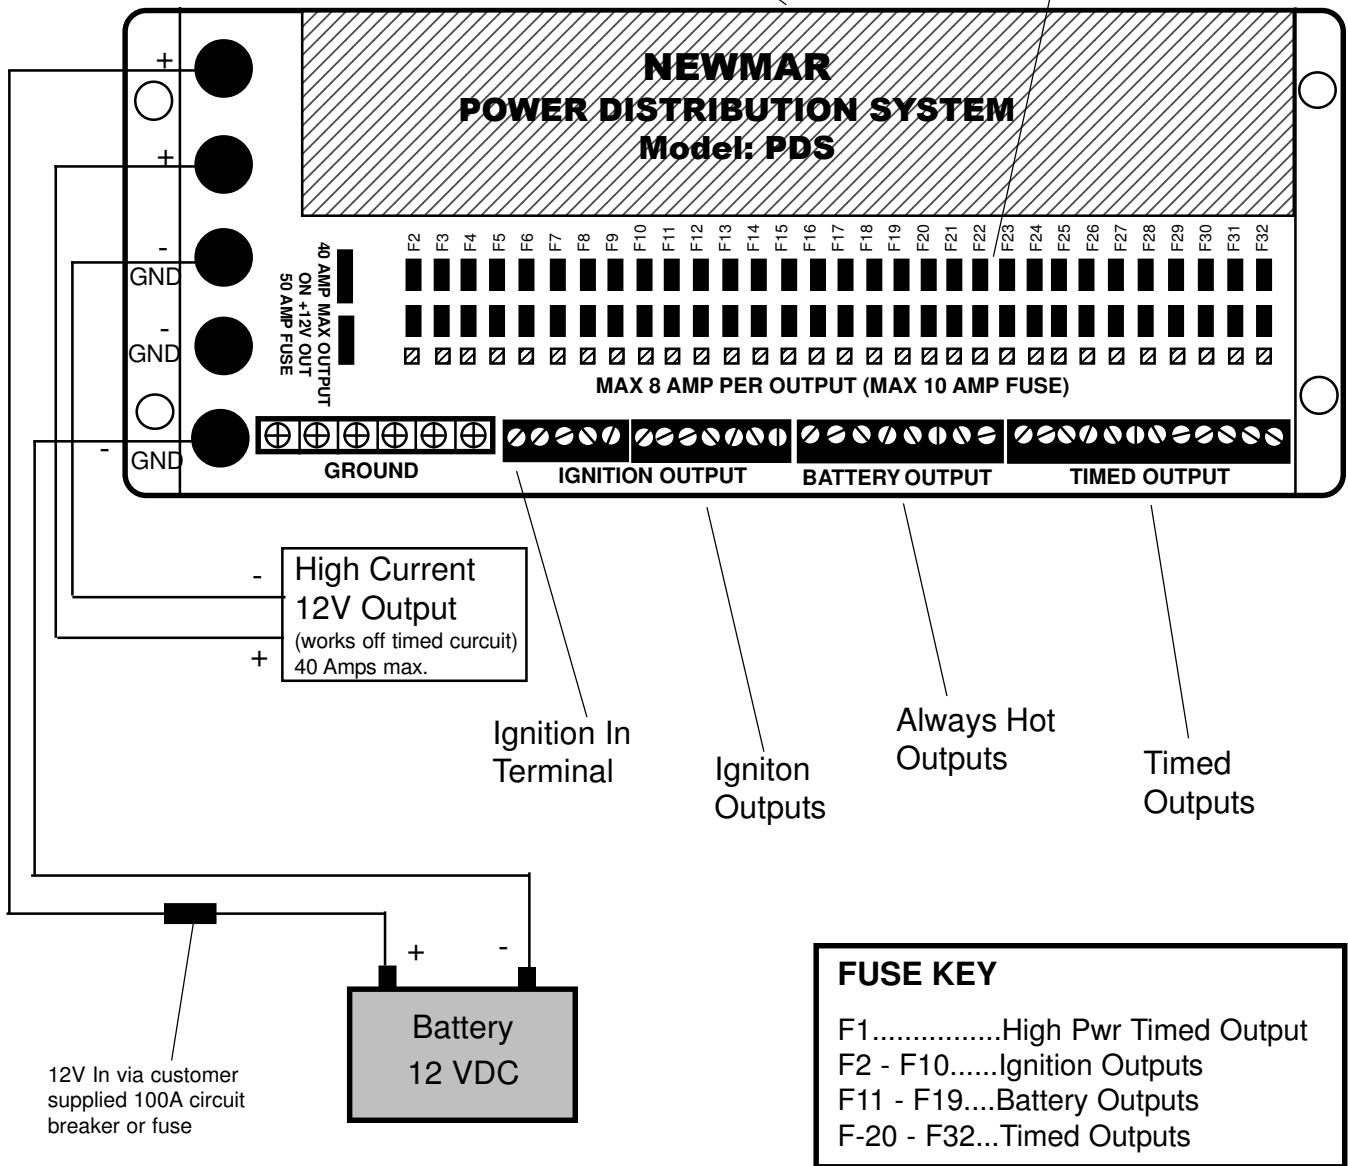 NEWMAR
POWER DISTRIBUTION SYSTEM
Model: PDS
+
+
-
GND
-
GND
-
GND
40 AMP MAX OUTPUT
ON +12V OUT
50 AMP FUSE
F2 F3 F4 F5 F6 F7 F8 F9 F10 F11 F12 F13 F14 F15 F16 F17 F18 F19 F20 F21 F22 F23 F24 F25 F26 F27 F28 F29 F30 F31 F32
MAX 8 AMP PER OUTPUT (MAX 10 AMP FUSE)
GROUND
IGNITION OUTPUT
BATTERY OUTPUT
TIMED OUTPUT
-
+
High Current
12V Output
(works off timed curcuit)
40 Amps max.
Ignition In
Terminal
Igniton
Outputs
Always Hot
Outputs
Timed
Outputs
+
-
Battery
12 VDC
12V In via customer
supplied 100A circuit
breaker or fuse
FUSE KEY
F1................High Pwr Timed Output
F2 - F10......Ignition Outputs
F11 - F19....Battery Outputs
F-20 - F32...Timed Outputs